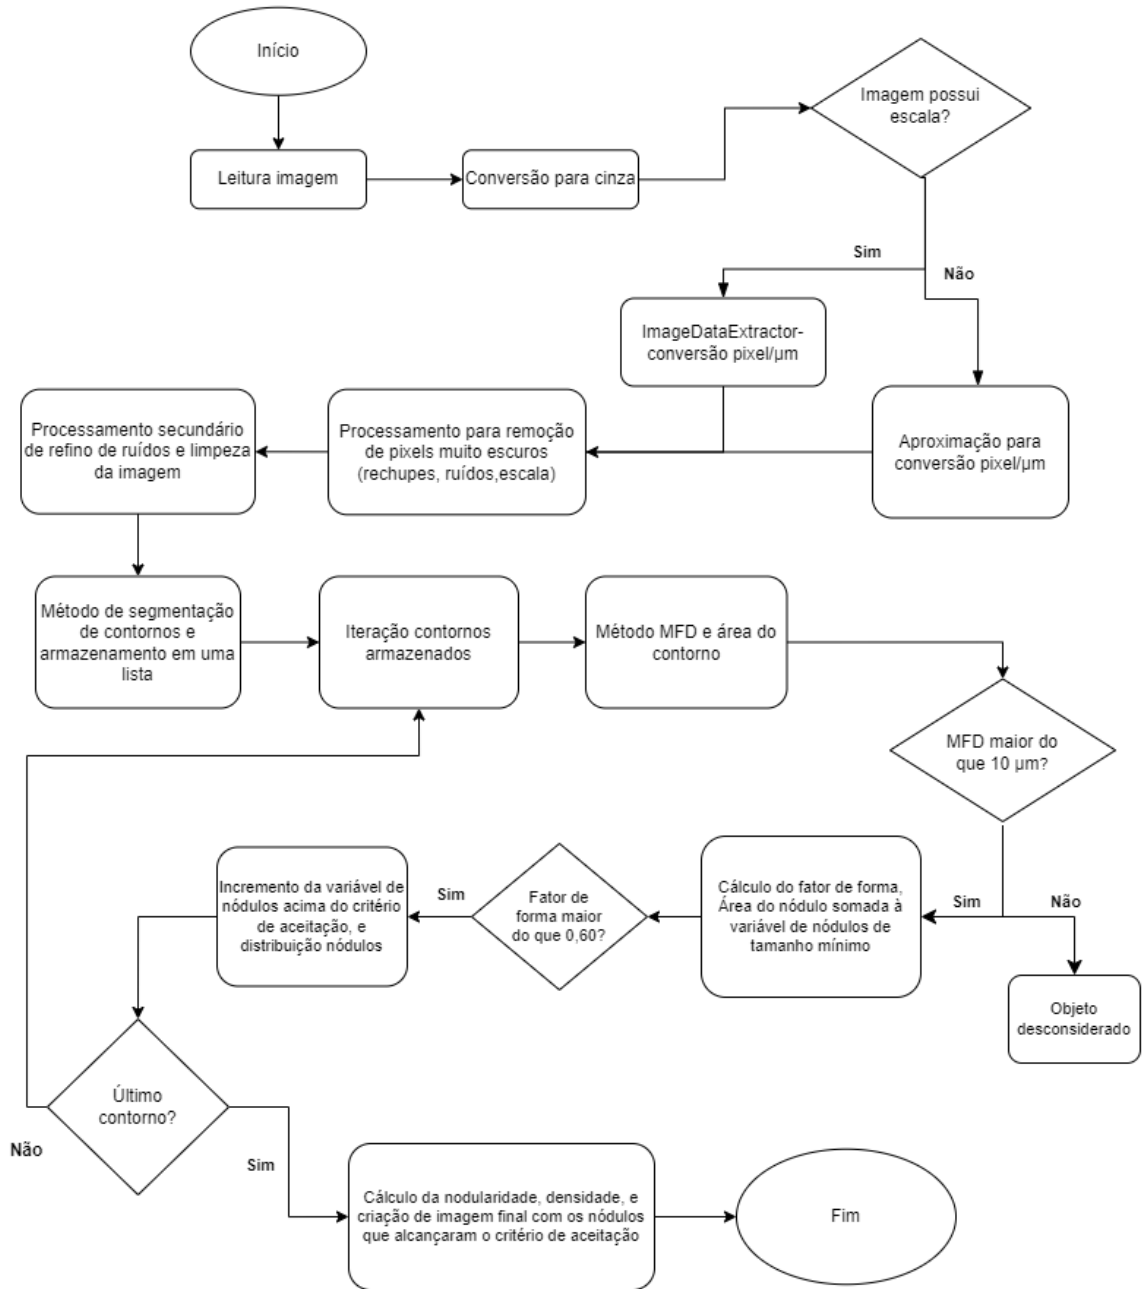 Início
Imagem possui
escala?
Leitura imagem
Conversão para cinza
Sim
Não
ImageDataExtractor-
conversão pixel/µm
Processamento secundário
de refino de ruídos e limpeza
da imagem
Processamento para remoção
de pixels muito escuros
(rechupes, ruídos,escala)
Aproximação para
conversão pixel/µm
Método de segmentação
de contornos e
armazenamento em uma
lista
Iteração contornos
armazenados
Método MFD e área do
contorno
MFD maior do
que 10 µm?
Incremento da variável de
nódulos acima do critério
de aceitação, e
distribuição nódulos
Sim
Fator de
forma maior
do que 0,60?
Cálculo do fator de forma,
Área do nódulo somada à
variável de nódulos de
tamanho mínimo
Sim
Não
Objeto
desconsiderado
Último
contorno?
Não
Sim
Cálculo da nodularidade, densidade, e
criação de imagem final com os nódulos
que alcançaram o critério de aceitação
Fim